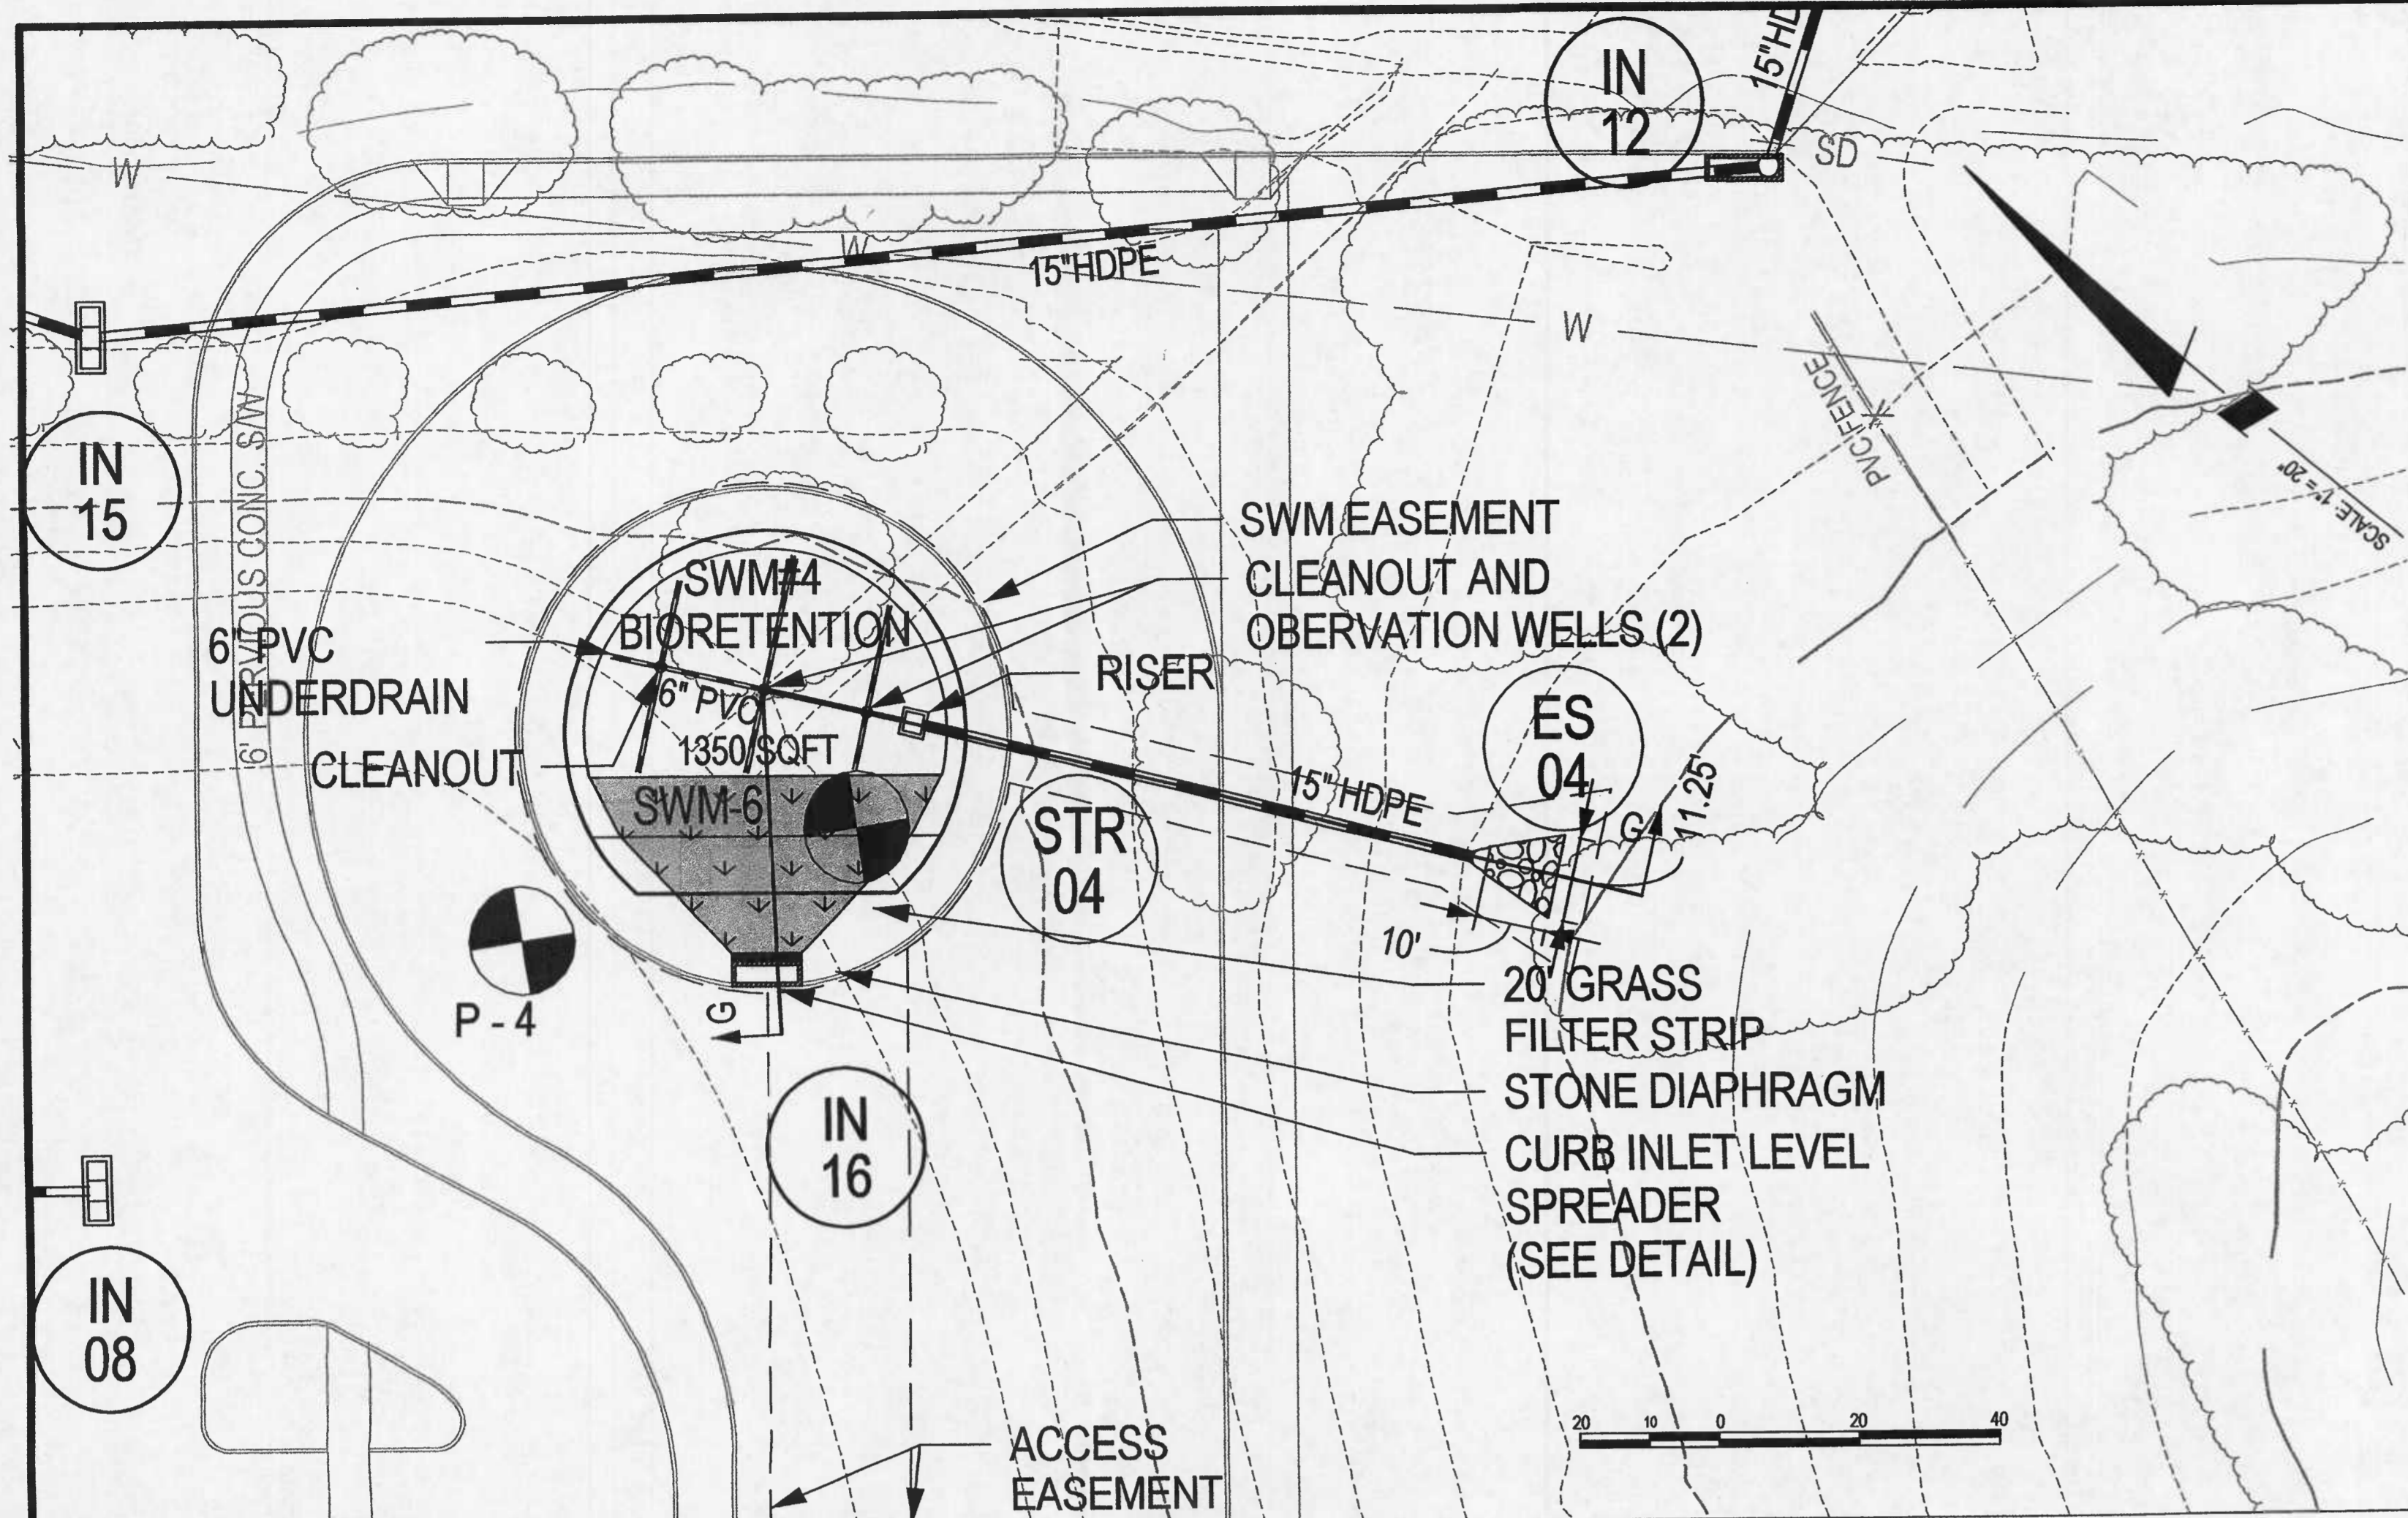 15"HD
IN
12
SD
W
W
15"HDPE
W
PVC FENCE
SCALE: 1"= 20'
IN
15
6' PERVIOUS CONC. S/W
SWM EASEMENT
CLEANOUT AND
OBERVATION WELLS (2)
SWM#4
BIORETENTION
6" PVC
UNDERDRAIN
RISER
6" PVC
1350 SQFT
CLEANOUT
SWM-6
ES
04
15" HDPE
11.25'
G
STR
04
10'
P - 4
G
20' GRASS
FILTER STRIP
STONE DIAPHRAGM
CURB INLET LEVEL
SPREADER
(SEE DETAIL)
IN
16
IN
08
20 10 0 20 40
ACCESS
EASEMENT